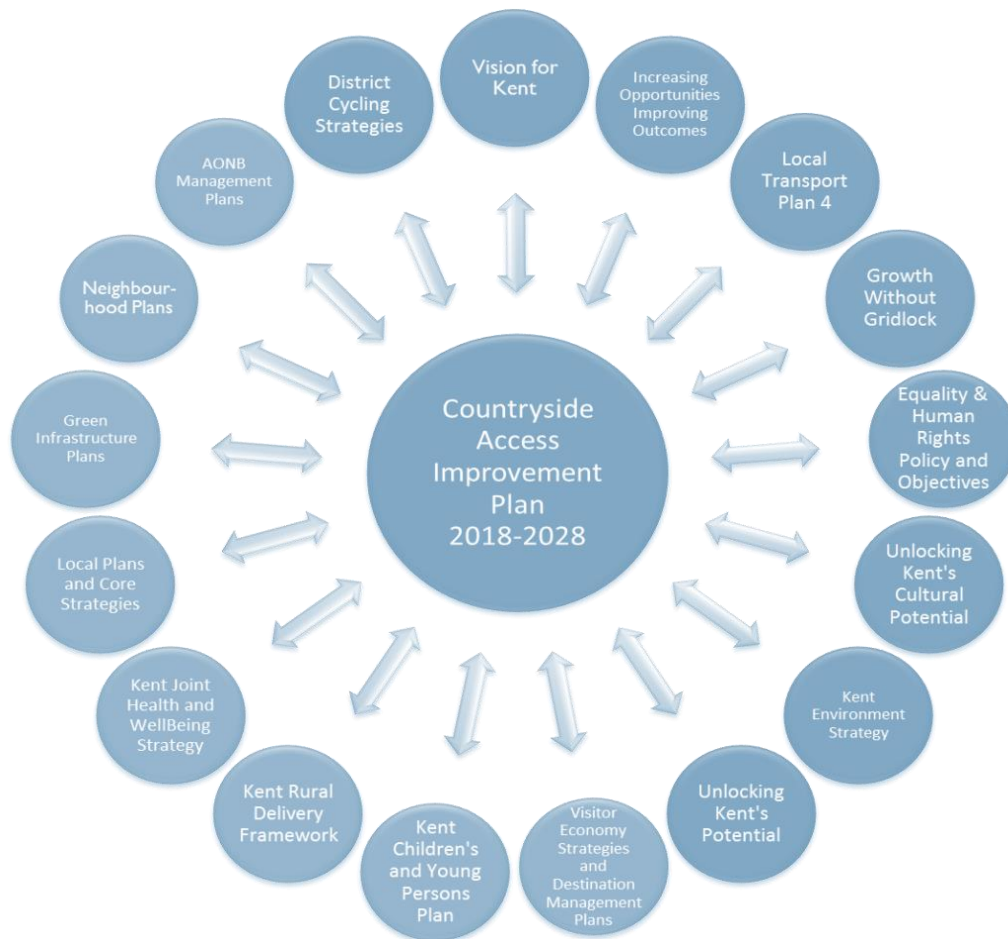 Vision for
Kent
Increasing
Opportunities
Improving
Outcomes
Local
Transport
Plan 4
Growth
Without
Gridlock
Equality &
Human
Rights
Policy and
Objectives
Unlocking
Kent's
Cultural
Potential
Kent
Environment
Strategy
Unlocking
Kent's
Potential
Visitor
Economy
Strategies
and
Destination
Management
Plans
Kent
Children's
and Young
Persons
Plan
Kent Rural
Delivery
Framework
Kent Joint
Health and
WellBeing
Strategy
Local Plans
and Core
Strategies
Green
Infrastructure
Plans
Neighbour-
hood Plans
AONB
Management
Plans
District
Cycling
Strategies
Countryside
Access
Improvement
Plan
2018-2028